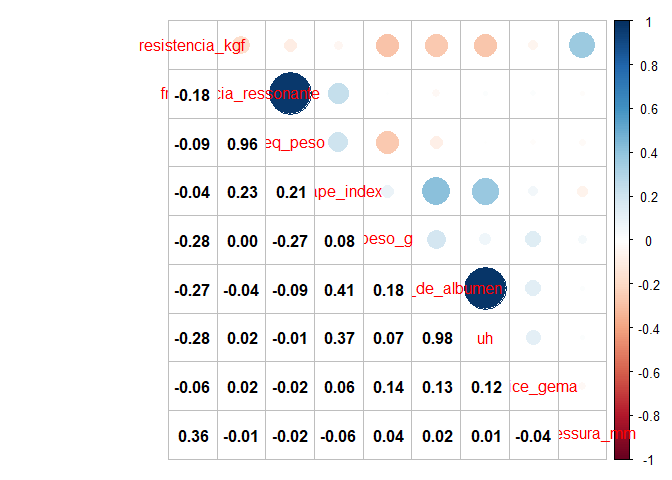 resistencia_kgf
-0.18 cia_ressonante
-0.09 0.96 eq_peso
-0.04 0.23 0.21 ape_index
-0.28 0.00 -0.27 0.08 peso_g
-0.27 -0.04 -0.09 0.41 0.18 _de_albumen
-0.28 0.02 -0.01 0.37 0.07 0.98 uh
-0.06 0.02 -0.02 0.06 0.14 0.13 0.12 ice_gema
0.36 -0.01 -0.02 -0.06 0.04 0.02 0.01 -0.04 essura_mm
1
0.8
0.6
0.4
0.2
0
-0.2
-0.4
-0.6
-0.8
-1